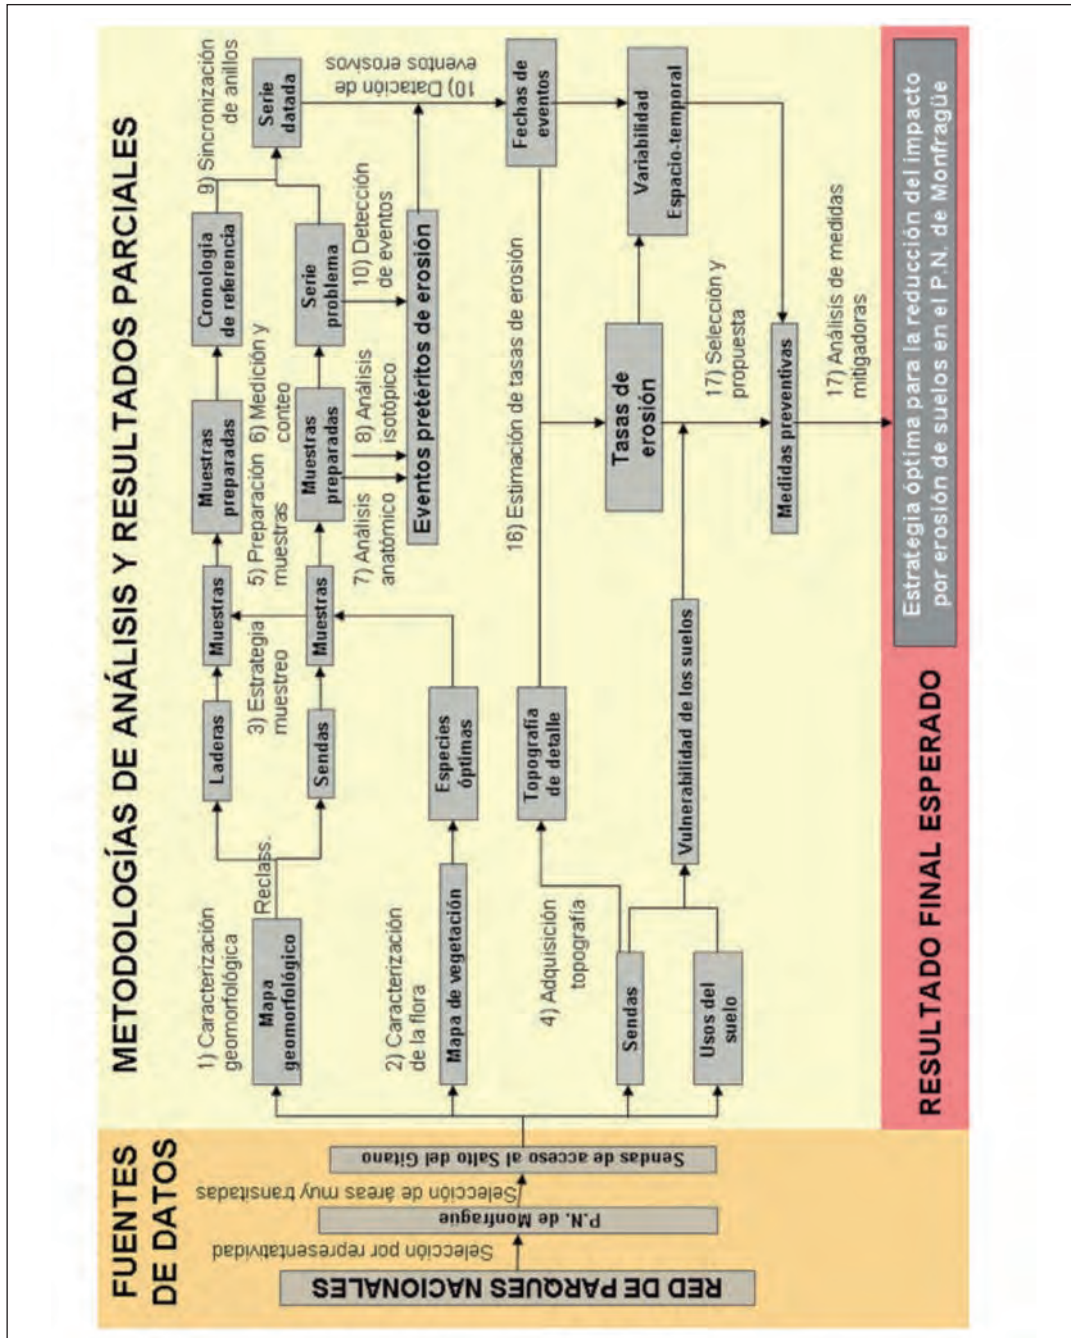 FUENTES
DE DATOS
RED DE PARQUES NACIONALES
Selección por representatividad
P.N. de Monfragüe
Selección de áreas muy transitadas
Sendas de acceso al Salto del Gitano
METODOLOGÍAS DE ANÁLISIS Y RESULTADOS PARCIALES
1) Caracterización
geomorfológica
Mapa
geomorfológico
Reclass.
Laderas
Sendas
3) Estrategia
muestreo
Muestras
Muestras
5) Preparación
muestras
Muestras
preparadas
Muestras
preparadas
6) Medición y
conteo
Cronología
de referencia
Serie
problema
9) Sincronización
de anillos
Serie
datada
7) Análisis
anatómico
8) Análisis
isotópico
10) Detección
de eventos
Eventos pretéritos de erosión
10) Datación de
eventos erosivos
2) Caracterización
de la flora
Mapa de vegetación
Especies
óptimas
4) Adquisición
topografía
Sendas
Usos del
suelo
Topografía
de detalle
Vulnerabilidad de los suelos
16) Estimación de tasas de erosión
Fechas de
eventos
Tasas de
erosión
Variabilidad
Espacio-temporal
17) Selección y
propuesta
Medidas preventivas
17) Análisis de medidas
mitigadoras
RESULTADO FINAL ESPERADO
Estrategia óptima para la reducción del impacto
por erosión de suelos en el P.N. de Monfragüe